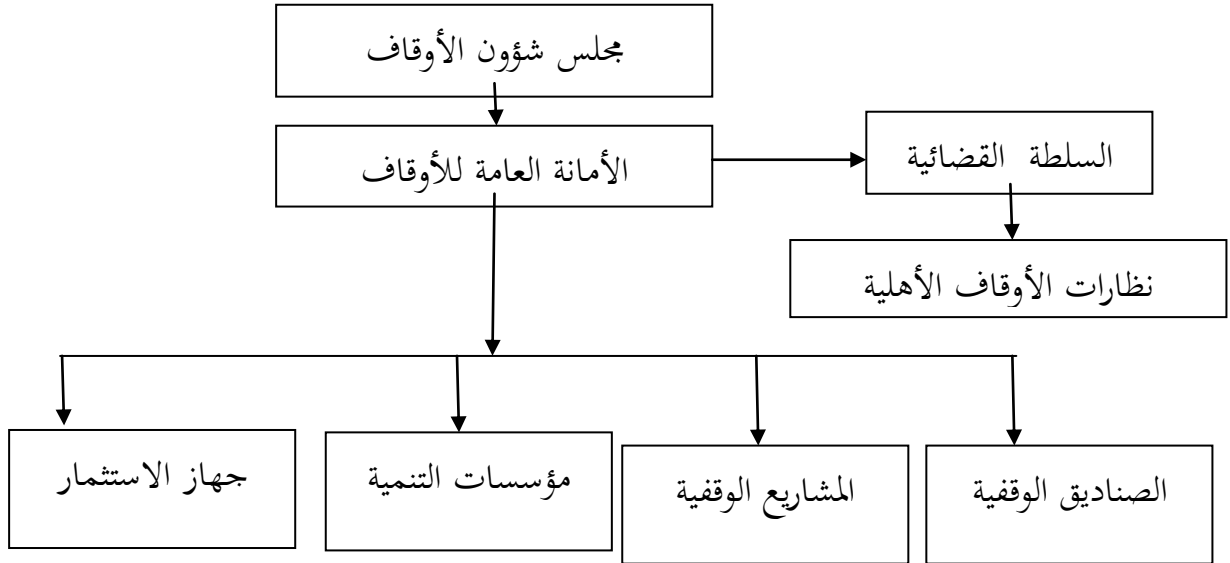 مجلس شؤون الأوقاف
الأمانة العامة للأوقاف
السلطة القضائية
نظارات الأوقاف الأهلية
الصناديق الوقفية
المشاريع الوقفية
مؤسسات التنمية
جهاز الاستثمار